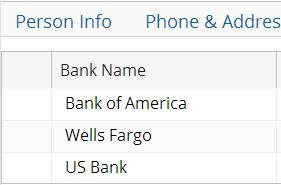 Person Info Phone & Addres
Bank Name
Bank of America
Wells Fargo
US Bank